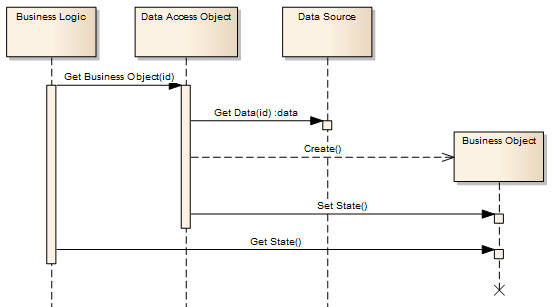 Business Logic
Data Access Object
Data Source
Get Business Object(id)
Get Data(id) :data
Create()
Business Object
Set State()
Get State()